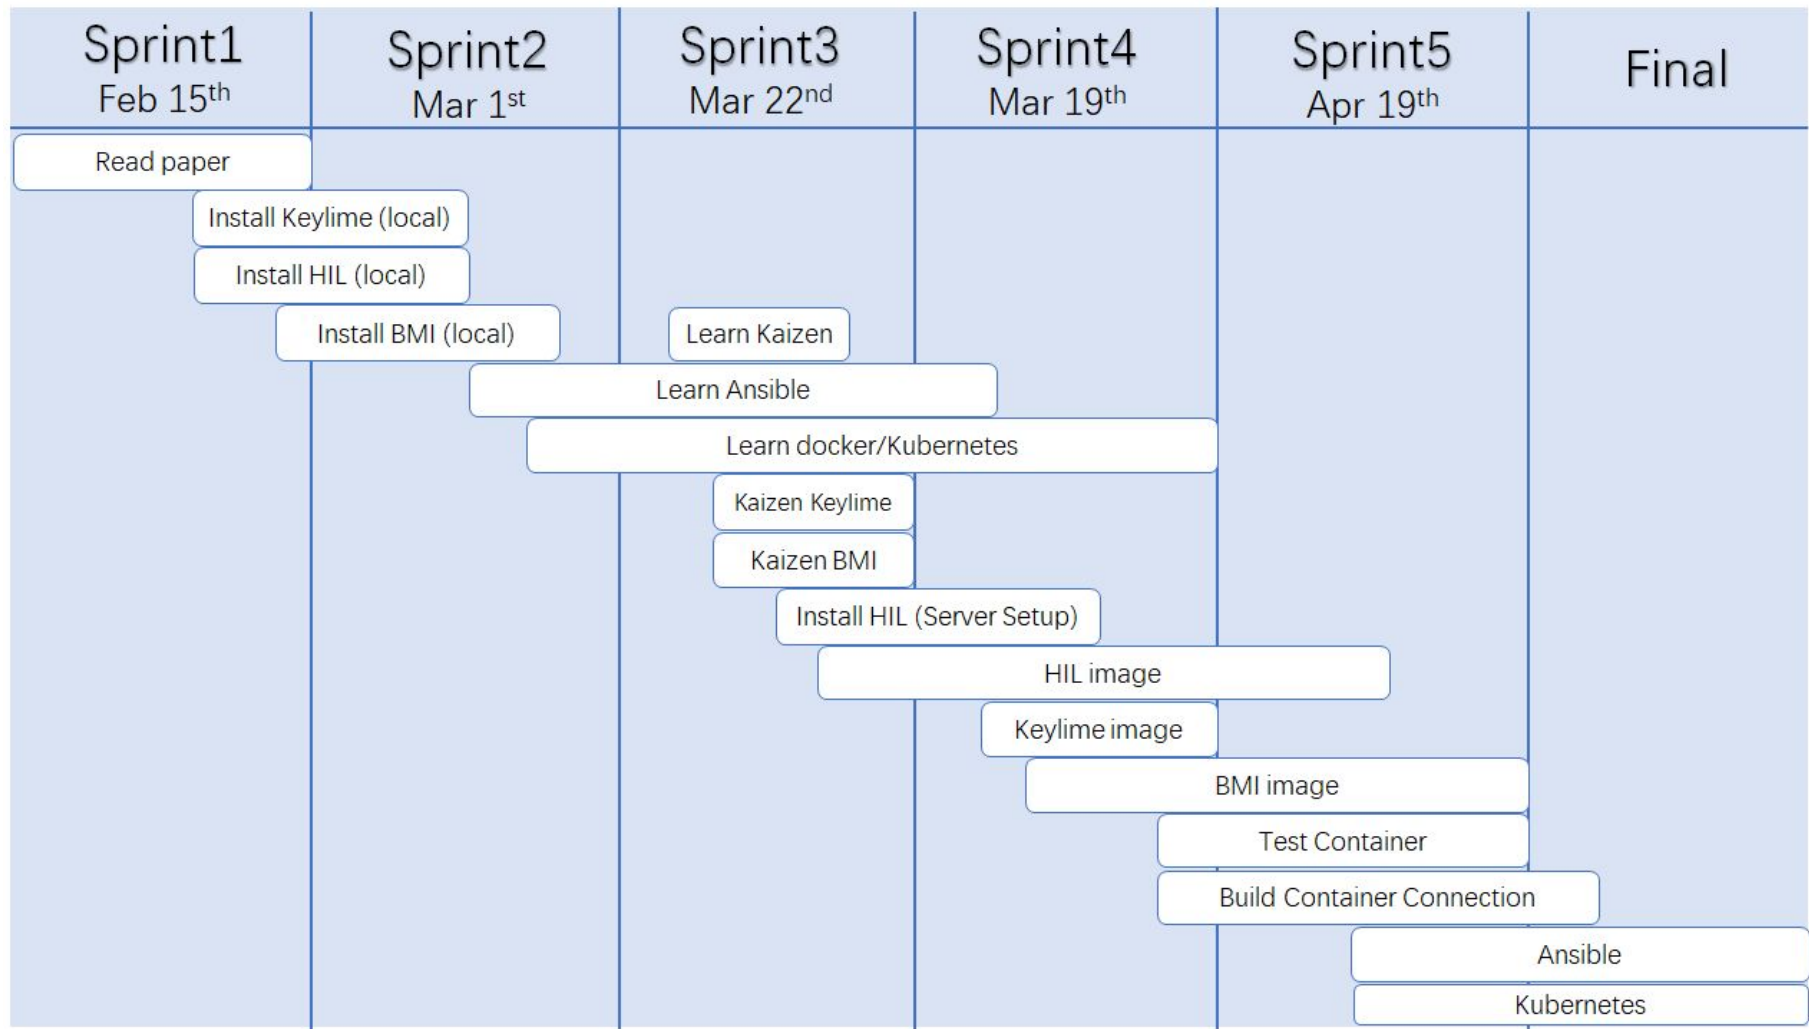 Sprint1
Feb 15th
Sprint2
Mar 1st
Sprint3
Mar 22nd
Sprint4
Mar 19th
Sprint5
Apr 19th
Final
Read paper
Install Keylime (local)
Install HIL (local)
Install BMI (local)
Learn Kaizen
Learn Ansible
Learn docker/Kubernetes
Kaizen Keylime
Kaizen BMI
Install HIL (Server Setup)
HIL image
Keylime image
BMI image
Test Container
Build Container Connection
Ansible
Kubernetes